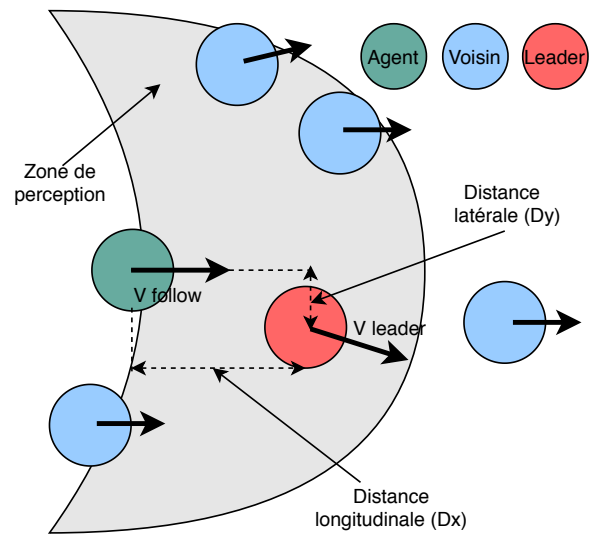 Agent
Voisin
Leader
Zone de
perception
Distance
latérale (Dy)
V follow
V leader
Distance
longitudinale (Dx)